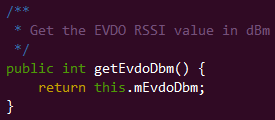 /**
 * Get the EVDO RSSI value in dBm
 */
public int getEvdoDbm() {
    return this.mEvdoDbm;
}